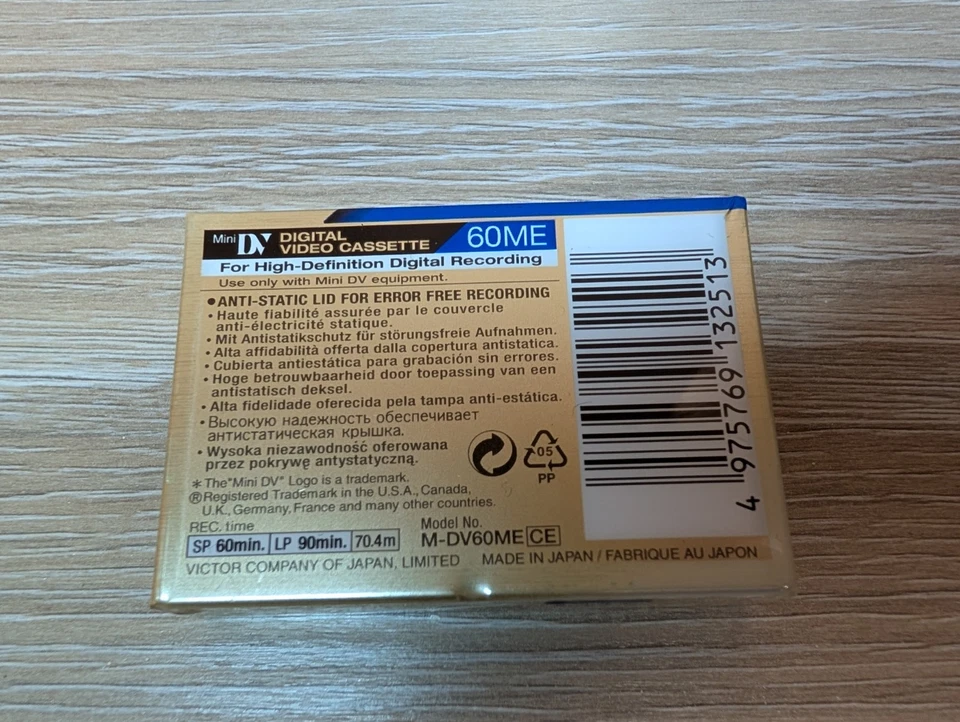 Mini DV DIGITAL VIDEO CASSETTE 60ME
For High-Definition Digital Recording
Use only with Mini DV equipment.
●ANTI-STATIC LID FOR ERROR FREE RECORDING
• Haute fiabilité assurée par le couvercle
anti-électricité statique.
• Mit Antistatikschutz für störungsfreie Aufnahmen.
• Alta affidabilità offerta dalla copertura antistatica.
• Cubierta antiestática para grabación sin errores.
• Hoge betrouwbaarheid door toepassing van een
antistatisch deksel.
• Alta fidelidade oferecida pela tampa anti-estática.
• Высокую надежность обеспечивает
антистатическая крышка.
• Wysoka niezawodność oferowana
przez pokrywę antystatyczną.
05
PP
* The"Mini DV" Logo is a trademark.
®Registered Trademark in the U.S.A., Canada,
U.K., Germany, France and many other countries.
REC. time
SP 60min. LP 90min. 70.4m
Model No.
M-DV60ME CE
VICTOR COMPANY OF JAPAN, LIMITED MADE IN JAPAN / FABRIQUE AU JAPON
4 975769 132513